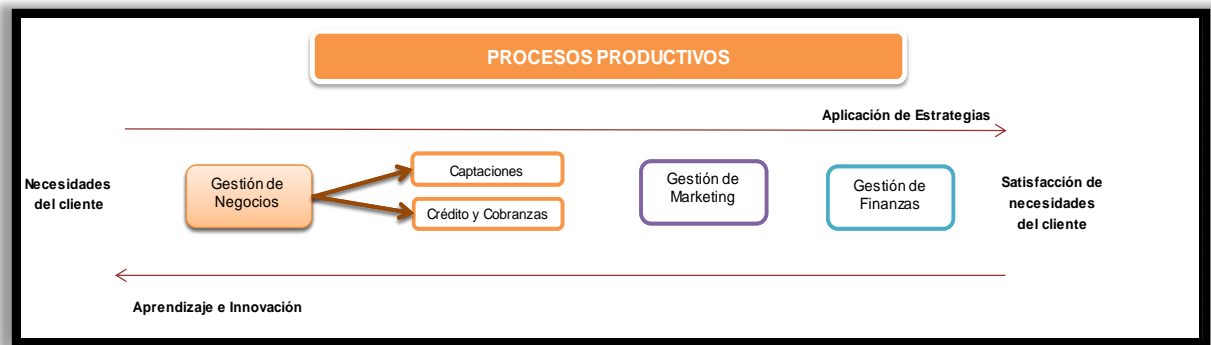 PROCESOS PRODUCTIVOS
Aplicación de Estrategias
Necesidades
del cliente
Gestión de
Negocios
Captaciones
Crédito y Cobranzas
Gestión de
Marketing
Gestión de
Finanzas
Satisfacción de
necesidades
del cliente
Aprendizaje e Innovación